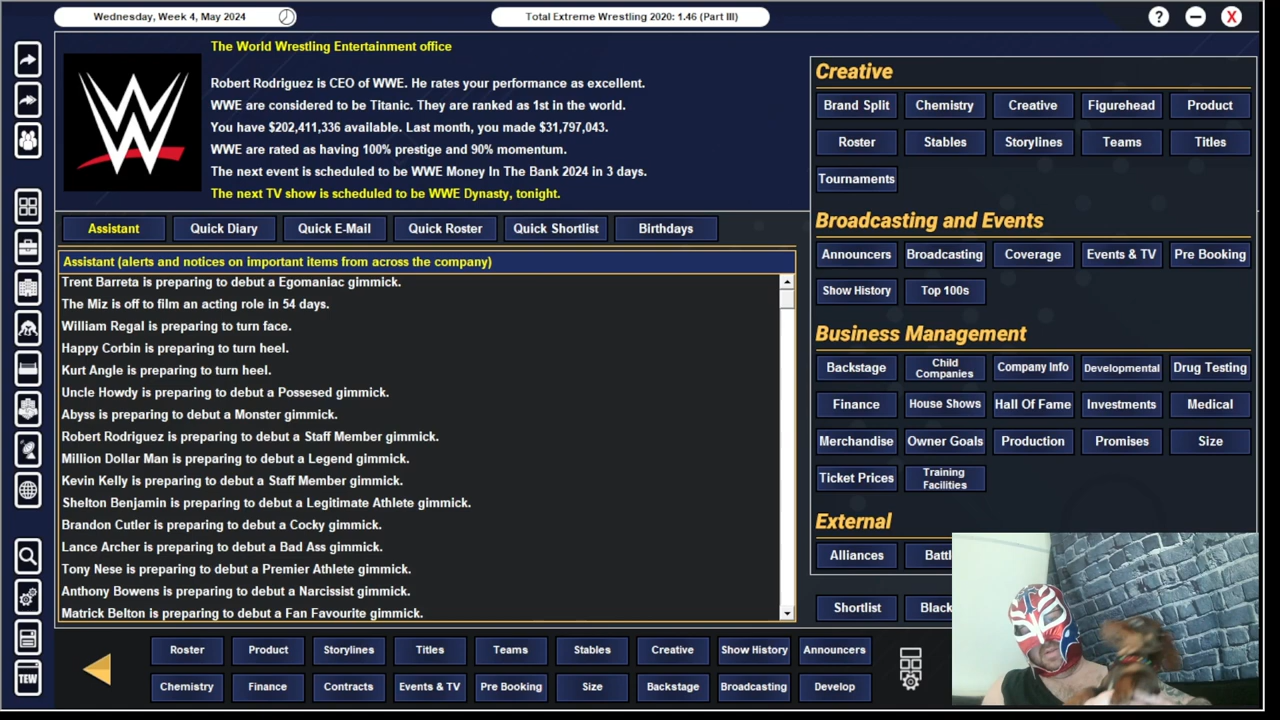 Wednesday, Week 4, May 2024
Total Extreme Wrestling 2020: 1.46 (Part III)
?
X
The World Wrestling Entertainment office
Robert Rodriguez is CEO of WWE. He rates your performance as excellent.
WWE are considered to be Titanic. They are ranked as 1st in the world.
You have $202,411,336 available. Last month, you made $31,797,043.
WWE are rated as having 100% prestige and 90% momentum.
The next event is scheduled to be WWE Money In The Bank 2024 in 3 days.
The next TV show is scheduled to be WWE Dynasty, tonight.
Assistant Quick Diary Quick E-Mail Quick Roster Quick Shortlist Birthdays
Assistant (alerts and notices on important items from across the company)
Trent Barreta is preparing to debut a Egomaniac gimmick.
The Miz is off to film an acting role in 54 days.
William Regal is preparing to turn face.
Happy Corbin is preparing to turn heel.
Kurt Angle is preparing to turn heel.
Uncle Howdy is preparing to debut a Possesed gimmick.
Abyss is preparing to debut a Monster gimmick.
Robert Rodriguez is preparing to debut a Staff Member gimmick.
Million Dollar Man is preparing to debut a Legend gimmick.
Kevin Kelly is preparing to debut a Staff Member gimmick.
Shelton Benjamin is preparing to debut a Legitimate Athlete gimmick.
Brandon Cutler is preparing to debut a Cocky gimmick.
Lance Archer is preparing to debut a Bad Ass gimmick.
Tony Nese is preparing to debut a Premier Athlete gimmick.
Anthony Bowens is preparing to debut a Narcissist gimmick.
Matrick Belton is preparing to debut a Fan Favourite gimmick.
Creative
Brand Split Chemistry Creative Figurehead Product
Roster Stables Storylines Teams Titles
Tournaments
Broadcasting and Events
Announcers Broadcasting Coverage Events & TV Pre Booking
Show History Top 100s
Business Management
Backstage Child Companies Company Info Developmental Drug Testing
Finance House Shows Hall Of Fame Investments Medical
Merchandise Owner Goals Production Promises Size
Ticket Prices Training Facilities
External
Alliances Battl
Shortlist Black
Roster Product Storylines Titles Teams Stables Creative Show History Announcers
Chemistry Finance Contracts Events & TV Pre Booking Size Backstage Broadcasting Develop
TEW